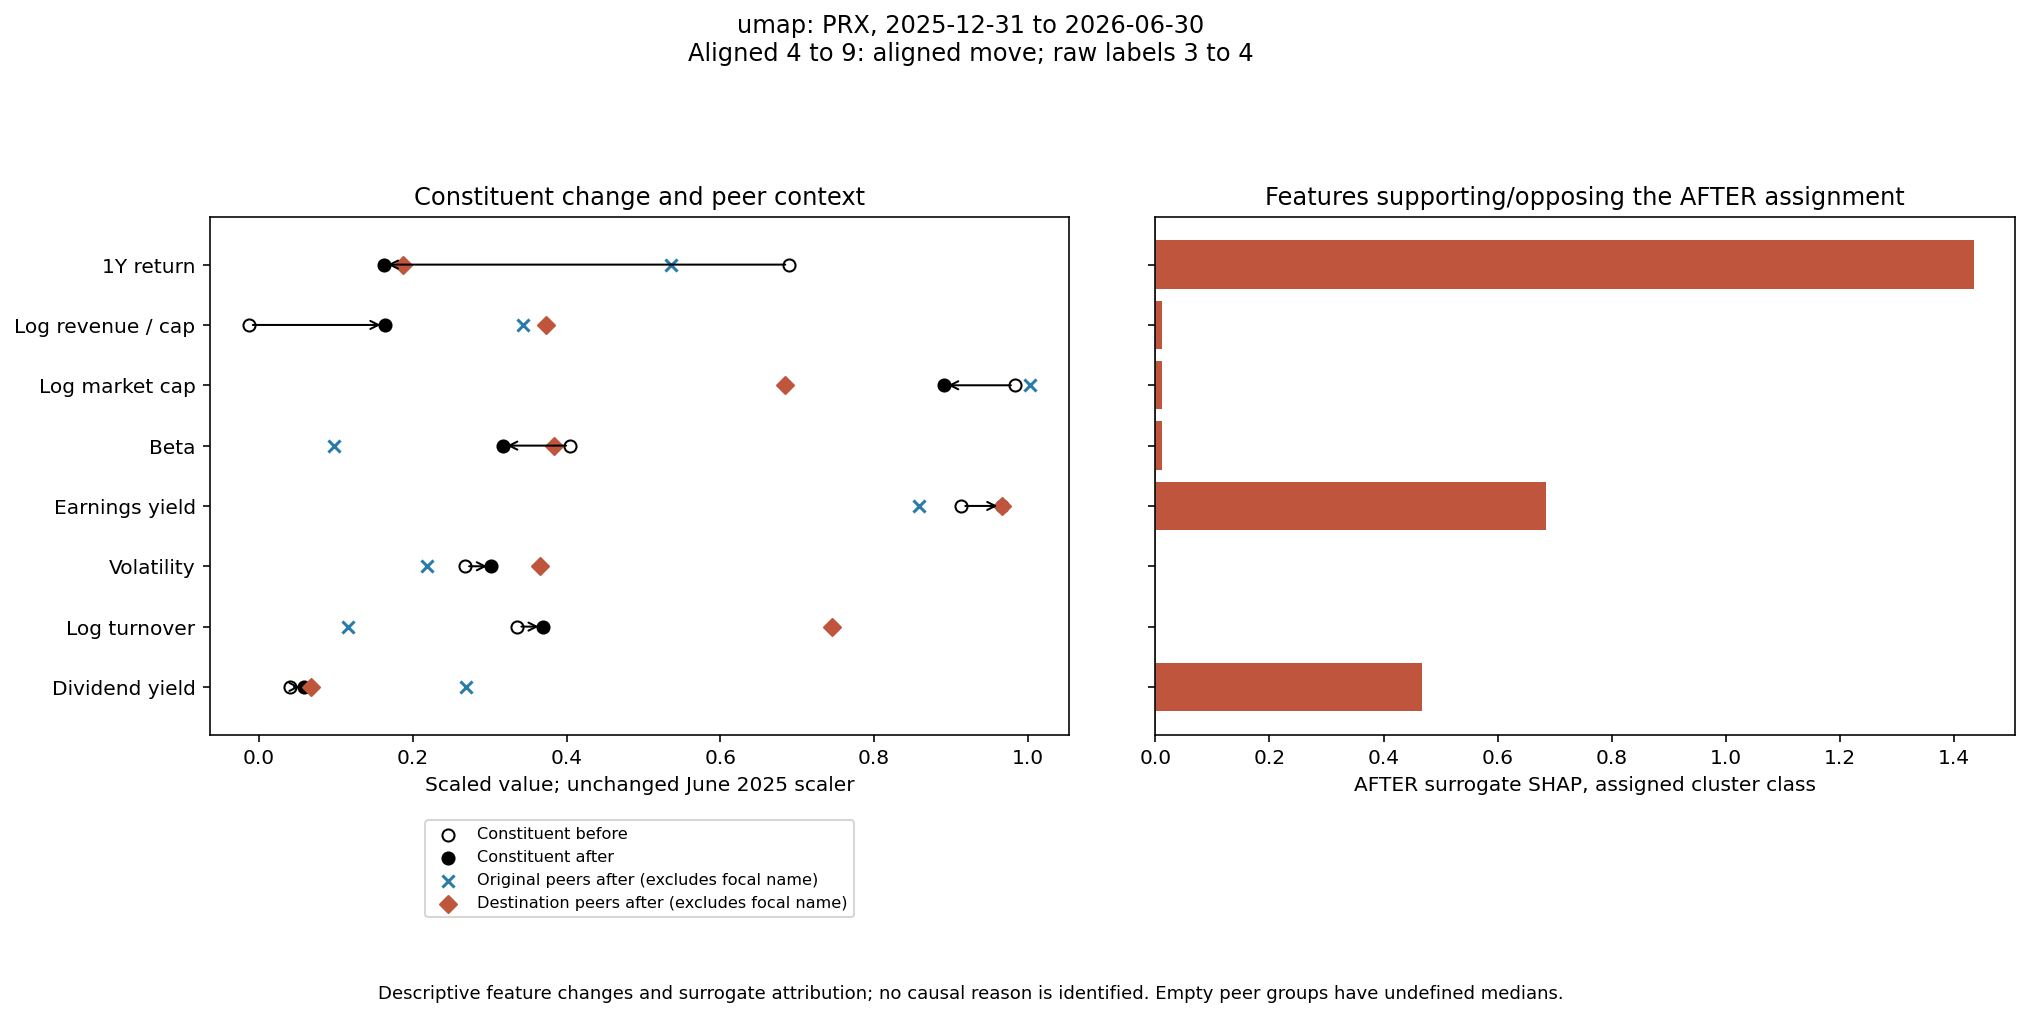 umap: PRX, 2025-12-31 to 2026-06-30
Aligned 4 to 9: aligned move; raw labels 3 to 4
Constituent change and peer context
1Y return
Log revenue / cap
Log market cap
Beta
Earnings yield
Volatility
Log turnover
Dividend yield
0.0 0.2 0.4 0.6 0.8 1.0
Scaled value; unchanged June 2025 scaler
Constituent before
Constituent after
Original peers after (excludes focal name)
Destination peers after (excludes focal name)
Features supporting/opposing the AFTER assignment
0.0 0.2 0.4 0.6 0.8 1.0 1.2 1.4
AFTER surrogate SHAP, assigned cluster class
Descriptive feature changes and surrogate attribution; no causal reason is identified. Empty peer groups have undefined medians.